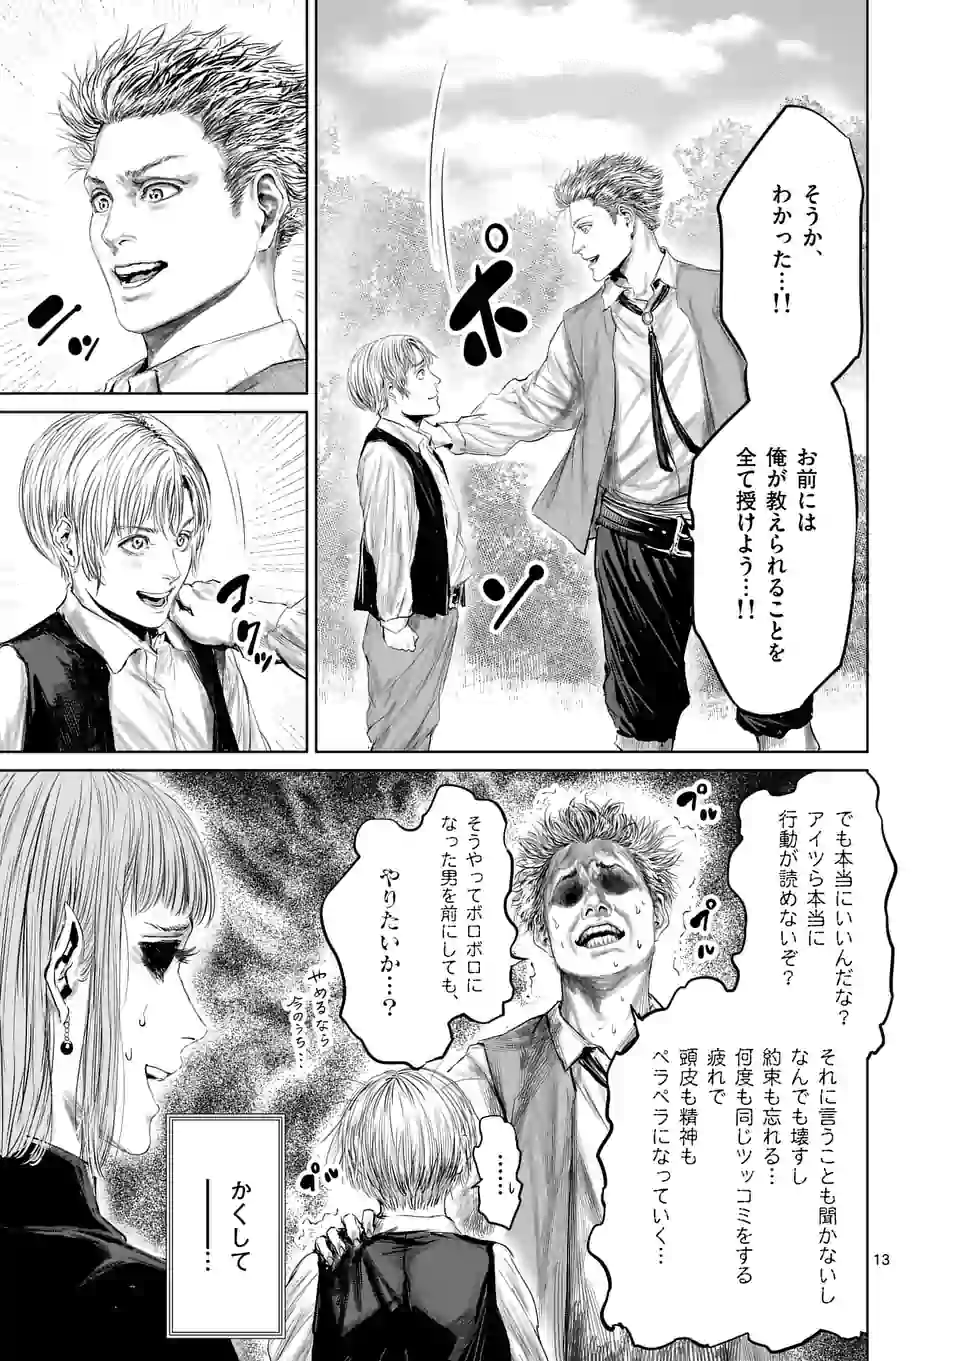 そうか、
わかった…!!
お前には
俺が教えられることを
全て授けよう…!!
ポ
ン
ニッ
ッ
クワッ
でも本当にいいんだな?
アイツら本当に
行動が読めないぞ?
それに言うことも聞かないし
なんでも壊すし
約束も忘れる…
何度も同じツッコミをする
疲れで
頭皮も精神も
ペラペラになっていく…
プル
プル
そうやってボロボロに
なった男を前にしても、
やりたいか…?
やめるなら
今のうち…
……
かくして
――…
13